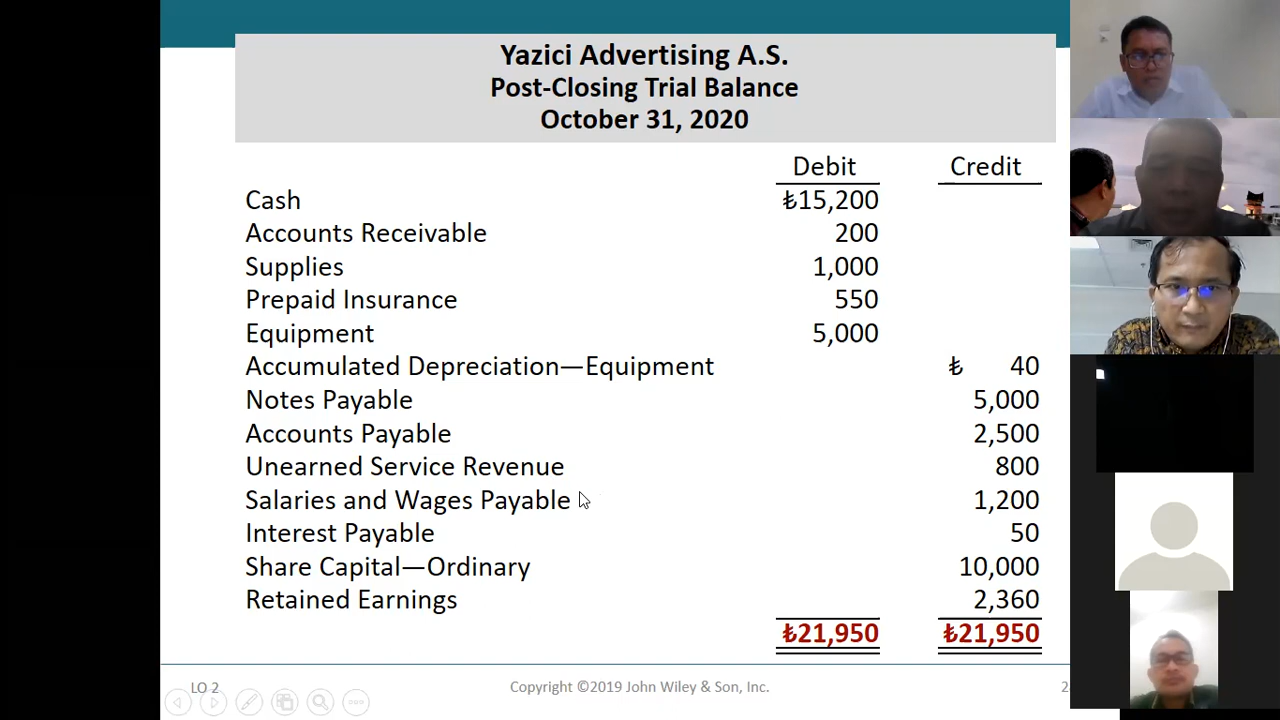 Yazici Advertising A.S.
Post-Closing Trial Balance
October 31, 2020
Debit Credit
Cash ₺15,200
Accounts Receivable 200
Supplies 1,000
Prepaid Insurance 550
Equipment 5,000
Accumulated Depreciation—Equipment ₺ 40
Notes Payable 5,000
Accounts Payable 2,500
Unearned Service Revenue 800
Salaries and Wages Payable 1,200
Interest Payable 50
Share Capital—Ordinary 10,000
Retained Earnings 2,360
₺21,950 ₺21,950
LO 2 Copyright ©2019 John Wiley & Son, Inc.